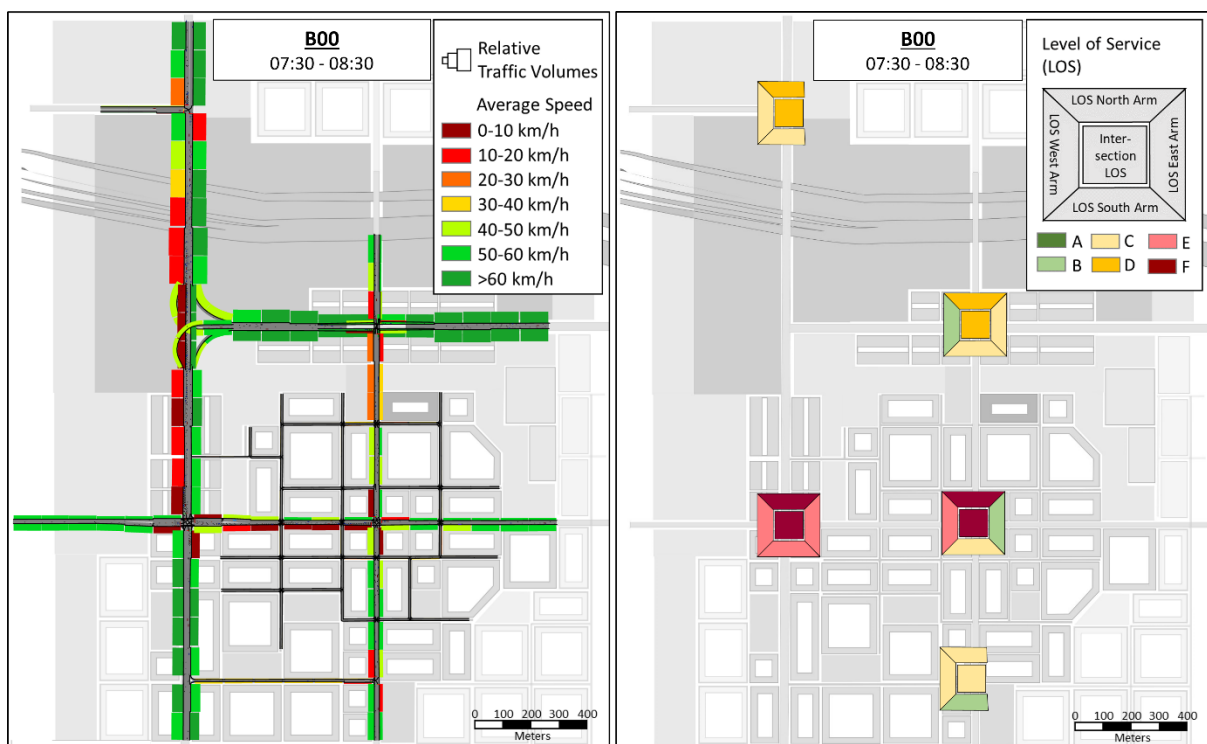 B00
07:30 - 08:30
Relative
Traffic Volumes
Average Speed
0-10 km/h
10-20 km/h
20-30 km/h
30-40 km/h
40-50 km/h
50-60 km/h
>60 km/h
0 100 200 300 400
Meters
B00
07:30 - 08:30
Level of Service
(LOS)
LOS North Arm
LOS West Arm
Inter-
section
LOS
LOS East Arm
LOS South Arm
A C E
B D F
0 100 200 300 400
Meters